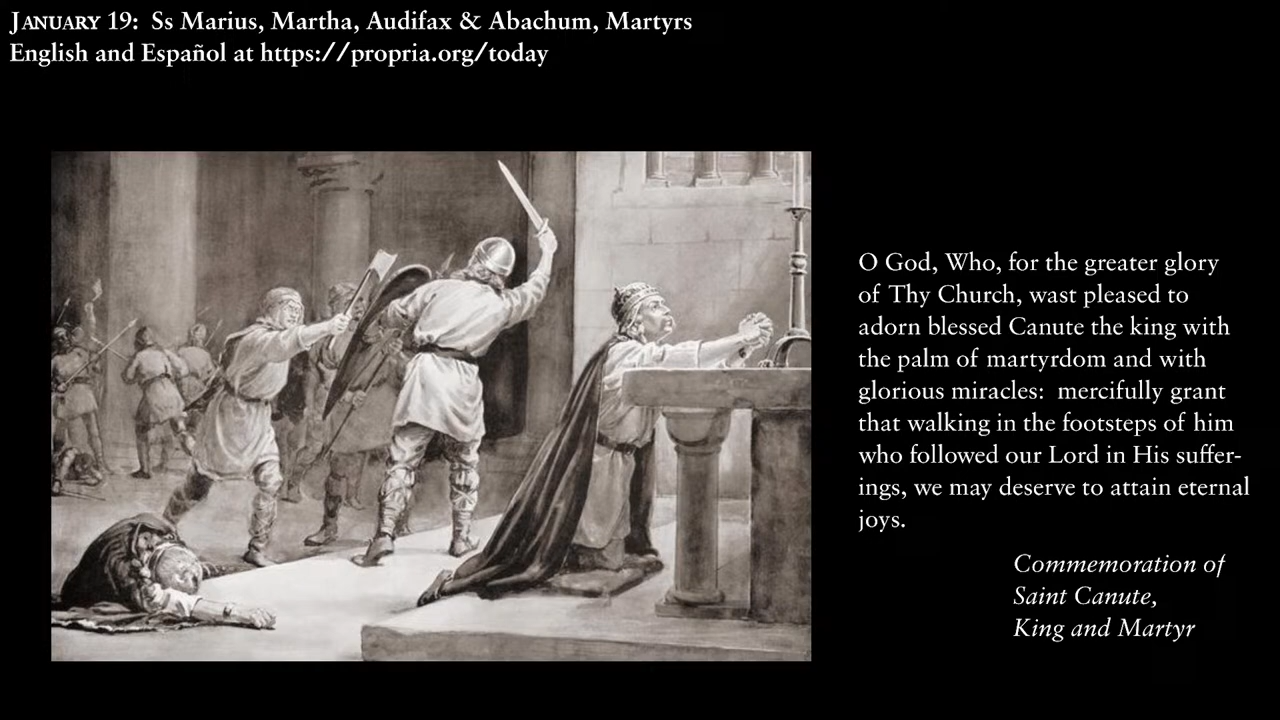 January 19:  Ss Marius, Martha, Audifax & Abachum, Martyrs
English and Español at https://propria.org/today
O God, Who, for the greater glory
of Thy Church, wast pleased to
adorn blessed Canute the king with
the palm of martyrdom and with
glorious miracles:  mercifully grant
that walking in the footsteps of him
who followed our Lord in His suffer-
ings, we may deserve to attain eternal
joys.
Commemoration of
Saint Canute,
King and Martyr